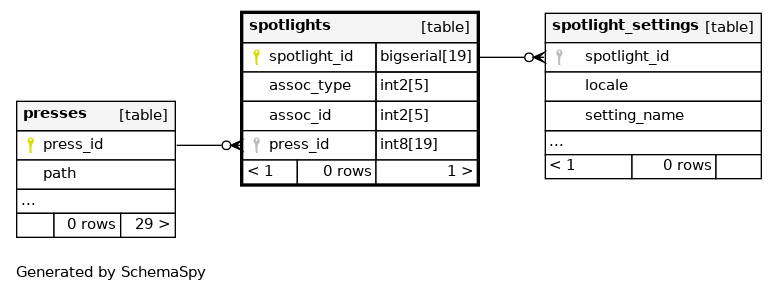 spotlights [table]
spotlight_id bigserial[19]
assoc_type int2[5]
assoc_id int2[5]
press_id int8[19]
< 1 0 rows 1 >
spotlight_settings [table]
spotlight_id
locale
setting_name
...
< 1 0 rows
presses [table]
press_id
path
...
0 rows 29 >
Generated by SchemaSpy